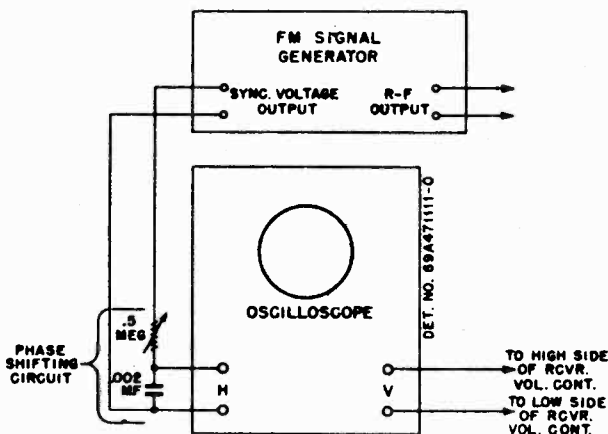 FM SIGNAL
GENERATOR
SYNC. VOLTAGE
OUTPUT
R-F
OUTPUT
OSCILLOSCOPE
DET. NO. 69A471111-O
.5
MEG
PHASE
SHIFTING
CIRCUIT
.002
MF
H
V
TO HIGH SIDE
OF RCVR.
VOL. CONT.
TO LOW SIDE
OF RCVR.
VOL. CONT.